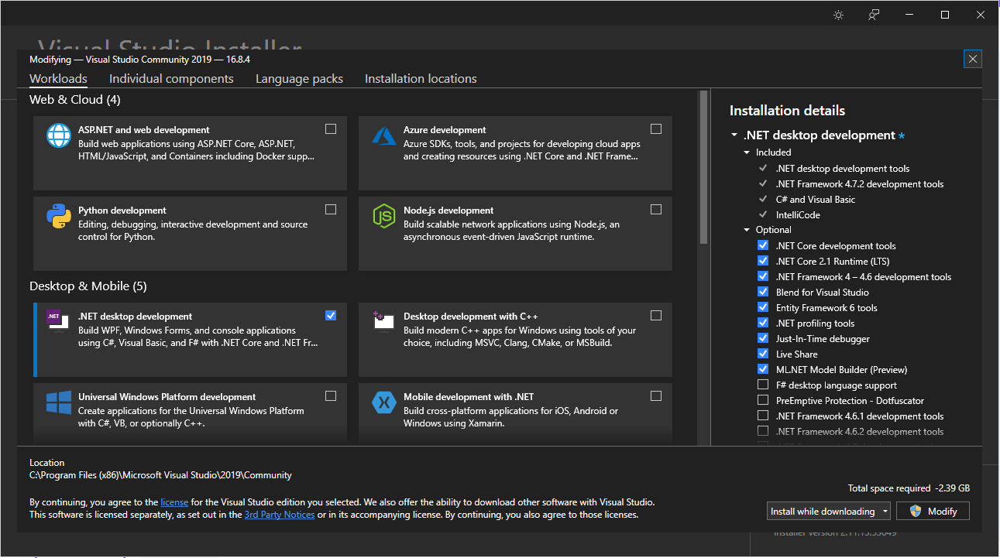 Visual Studio Installer
Modifying — Visual Studio Community 2019 — 16.8.4
Workloads
Individual components
Language packs
Installation locations
Web & Cloud (4)
ASP.NET and web development
Build web applications using ASP.NET Core, ASP.NET,
HTML/JavaScript, and Containers including Docker supp...
Azure development
Azure SDKs, tools, and projects for developing cloud apps
and creating resources using .NET Core and .NET Frame...
Python development
Editing, debugging, interactive development and source
control for Python.
JS
Node.js development
Build scalable network applications using Node.js, an
asynchronous event-driven JavaScript runtime.
Desktop & Mobile (5)
.NET
.NET desktop development
Build WPF, Windows Forms, and console applications
using C#, Visual Basic, and F# with .NET Core and .NET Fr...
Desktop development with C++
Build modern C++ apps for Windows using tools of your
choice, including MSVC, Clang, CMake, or MSBuild.
Universal Windows Platform development
Create applications for the Universal Windows Platform
with C#, VB, or optionally C++.
Mobile development with .NET
Build cross-platform applications for iOS, Android or
Windows using Xamarin.
Installation details
.NET desktop development *
Included
.NET desktop development tools
.NET Framework 4.7.2 development tools
C# and Visual Basic
IntelliCode
Optional
.NET Core development tools
.NET Core 2.1 Runtime (LTS)
.NET Framework 4 – 4.6 development tools
Blend for Visual Studio
Entity Framework 6 tools
.NET profiling tools
Just-In-Time debugger
Live Share
ML.NET Model Builder (Preview)
F# desktop language support
PreEmptive Protection - Dotfuscator
.NET Framework 4.6.1 development tools
.NET Framework 4.6.2 development tools
Location
C:\Program Files (x86)\Microsoft Visual Studio\2019\Community
By continuing, you agree to the license for the Visual Studio edition you selected. We also offer the ability to download other software with Visual Studio.
This software is licensed separately, as set out in the 3rd Party Notices or in its accompanying license. By continuing, you also agree to those licenses.
Total space required -2.39 GB
Install while downloading
Modify